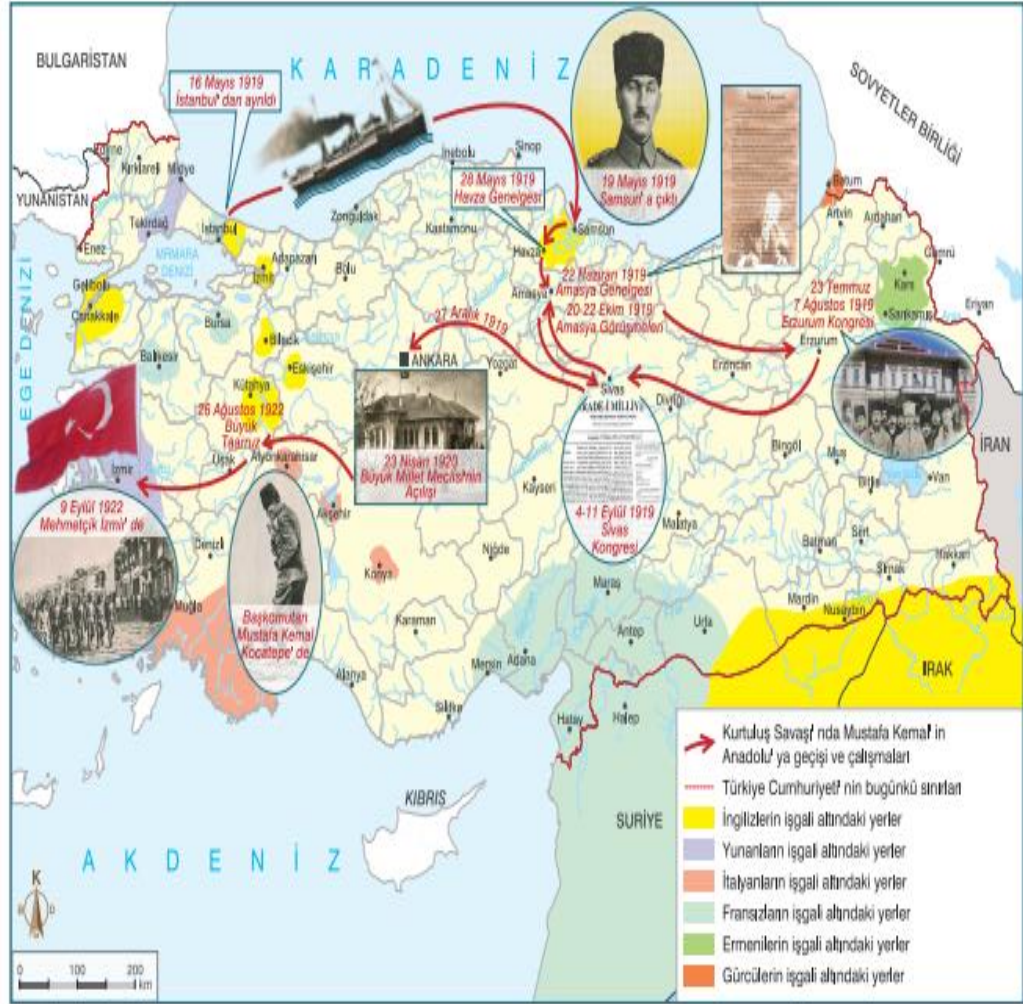 BULGARİSTAN
KARADENİZ
16 Mayıs 1919
İstanbul' dan ayrıldı
SOVYETLER BİRLİĞİ
YUNANİSTAN
Kırklareli
Midye
Tekirdağ
İstanbul
Enez
MRMARA
DENİZİ
Gelibolu
Çanakkale
EGE DENİZİ
İzmit
Adapazarı
Bolu
Zonguldak
Kastamonu
İnebolu
Sinop
28 Mayıs 1919
Havza Genelgesi
19 Mayıs 1919
Samsun' a çıktı
Samsun
Havza
Amasya
22 Haziran 1919
Amasya Genelgesi
20-22 Ekim 1919
Amasya Görüşmeleri
23 Temmuz
7 Ağustos 1919
Erzurum Kongresi
Erzurum
Batum
Artvin
Ardahan
Gümrü
Kars
Sarıkamış
Eriyan
Bursa
Balıkesir
Bilecik
Eskişehir
Kütahya
27 Aralık 1919
ANKARA
Yozgat
Sivas
Divriği
Erzincan
26 Ağustos 1922
Büyük
Taarruz
Uşak
Afyonkarahisar
Akşehir
İzmir
9 Eylül 1922
Mehmetçik İzmir' de
23 Nisan 1920
Büyük Millet Meclisi'nin
Açılışı
İRADE-İ MİLLİYE
4-11 Eylül 1919
Sivas
Kongresi
Kayseri
Malatya
Bingöl
Muş
Bitlis
Van
İRAN
Batman
Siirt
Şırnak
Hakkari
Denizli
Muğla
Başkomutan
Mustafa Kemal
Kocatepe' de
Konya
Niğde
Karaman
Alanya
Silifke
Mersin
Adana
Maraş
Antep
Urfa
Mardin
Nusaybin
IRAK
Hatay
Halep
KIBRIS
SURİYE
AKDENİZ
Kurtuluş Savaşı' nda Mustafa Kemal' in
Anadolu' ya geçişi ve çalışmaları
Türkiye Cumhuriyeti' nin bugünkü sınırları
İngilizlerin işgali altındaki yerler
Yunanların işgali altındaki yerler
İtalyanların işgali altındaki yerler
Fransızların işgali altındaki yerler
Ermenilerin işgali altındaki yerler
Gürcülerin işgali altındaki yerler
K
D
0 100 200
km